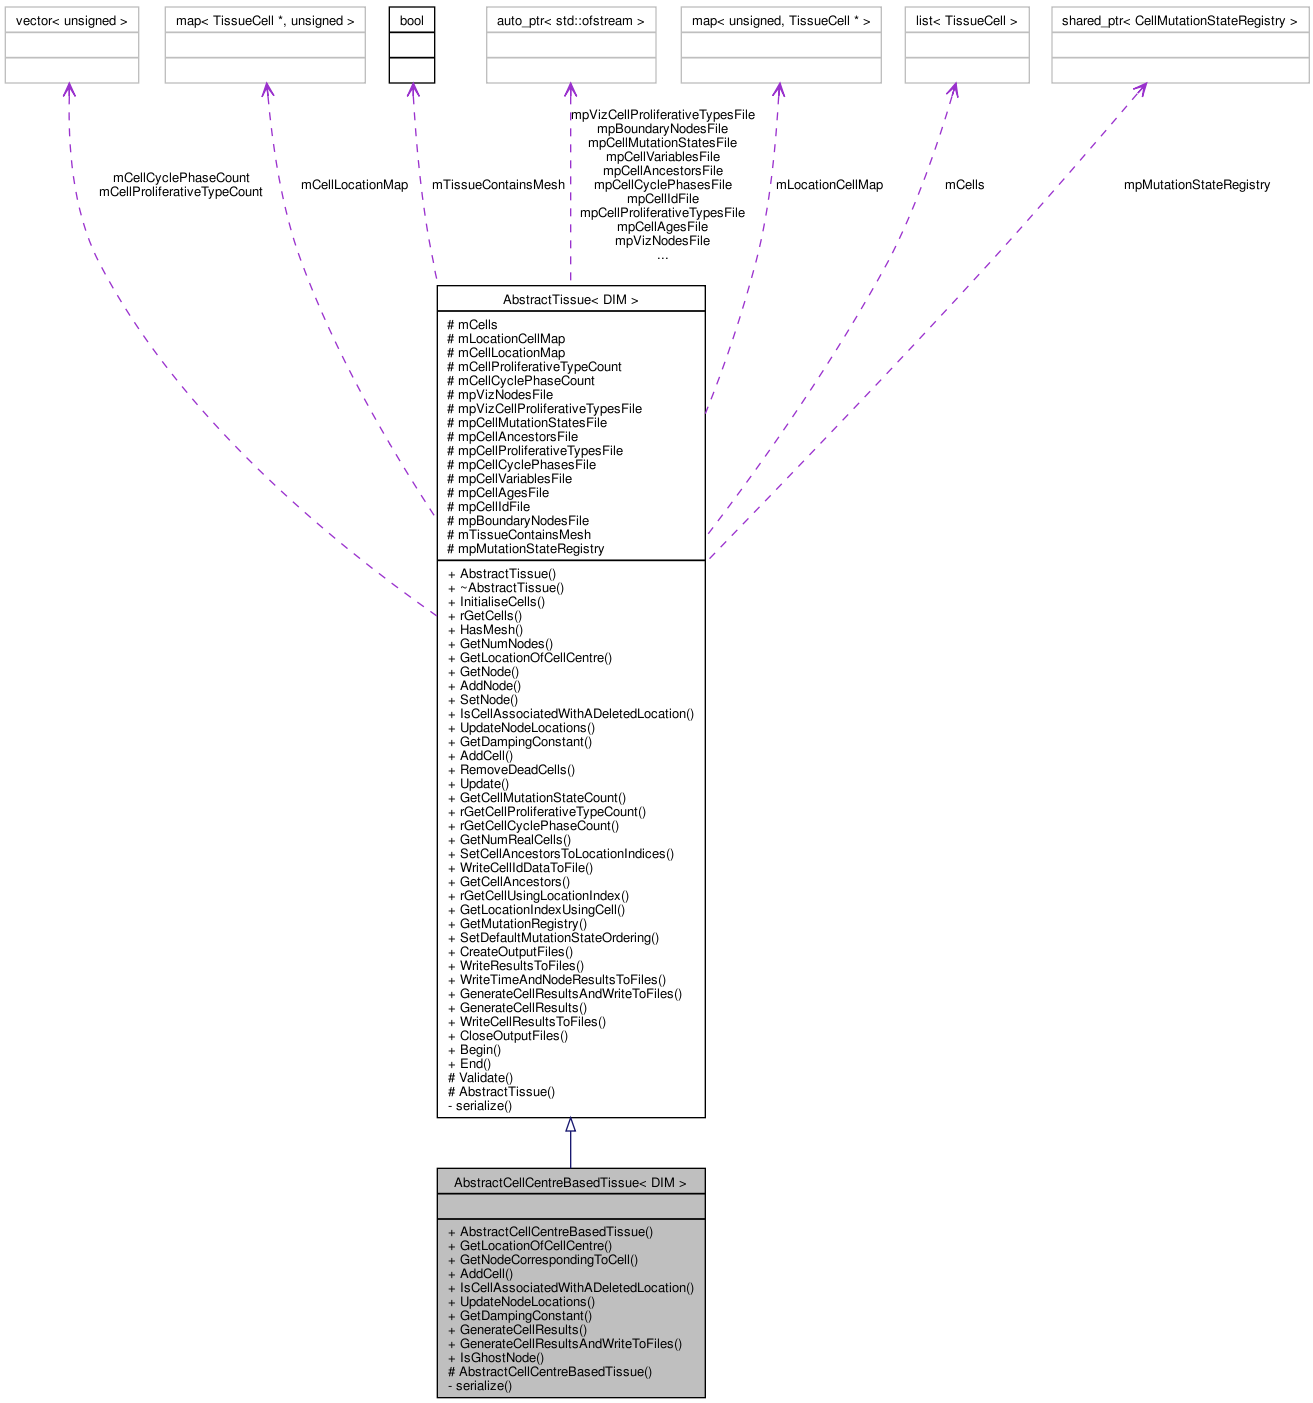 vector< unsigned >
map< TissueCell *, unsigned >
bool
auto_ptr< std::ofstream >
map< unsigned, TissueCell * >
list< TissueCell >
shared_ptr< CellMutationStateRegistry >
mCellCyclePhaseCount
mCellProliferativeTypeCount
mCellLocationMap
mTissueContainsMesh
mpVizCellProliferativeTypesFile
mpBoundaryNodesFile
mpCellMutationStatesFile
mpCellVariablesFile
mpCellAncestorsFile
mpCellCyclePhasesFile
mpCellIdFile
mpCellProliferativeTypesFile
mpCellAgesFile
mpVizNodesFile
...
mLocationCellMap
mCells
mpMutationStateRegistry
AbstractTissue< DIM >
# mCells
# mLocationCellMap
# mCellLocationMap
# mCellProliferativeTypeCount
# mCellCyclePhaseCount
# mpVizNodesFile
# mpVizCellProliferativeTypesFile
# mpCellMutationStatesFile
# mpCellAncestorsFile
# mpCellProliferativeTypesFile
# mpCellCyclePhasesFile
# mpCellVariablesFile
# mpCellAgesFile
# mpCellIdFile
# mpBoundaryNodesFile
# mTissueContainsMesh
# mpMutationStateRegistry
+ AbstractTissue()
+ ~AbstractTissue()
+ InitialiseCells()
+ rGetCells()
+ HasMesh()
+ GetNumNodes()
+ GetLocationOfCellCentre()
+ GetNode()
+ AddNode()
+ SetNode()
+ IsCellAssociatedWithADeletedLocation()
+ UpdateNodeLocations()
+ GetDampingConstant()
+ AddCell()
+ RemoveDeadCells()
+ Update()
+ GetCellMutationStateCount()
+ rGetCellProliferativeTypeCount()
+ rGetCellCyclePhaseCount()
+ GetNumRealCells()
+ SetCellAncestorsToLocationIndices()
+ WriteCellIdDataToFile()
+ GetCellAncestors()
+ rGetCellUsingLocationIndex()
+ GetLocationIndexUsingCell()
+ GetMutationRegistry()
+ SetDefaultMutationStateOrdering()
+ CreateOutputFiles()
+ WriteResultsToFiles()
+ WriteTimeAndNodeResultsToFiles()
+ GenerateCellResultsAndWriteToFiles()
+ GenerateCellResults()
+ WriteCellResultsToFiles()
+ CloseOutputFiles()
+ Begin()
+ End()
# Validate()
# AbstractTissue()
- serialize()
AbstractCellCentreBasedTissue< DIM >
+ AbstractCellCentreBasedTissue()
+ GetLocationOfCellCentre()
+ GetNodeCorrespondingToCell()
+ AddCell()
+ IsCellAssociatedWithADeletedLocation()
+ UpdateNodeLocations()
+ GetDampingConstant()
+ GenerateCellResults()
+ GenerateCellResultsAndWriteToFiles()
+ IsGhostNode()
# AbstractCellCentreBasedTissue()
- serialize()